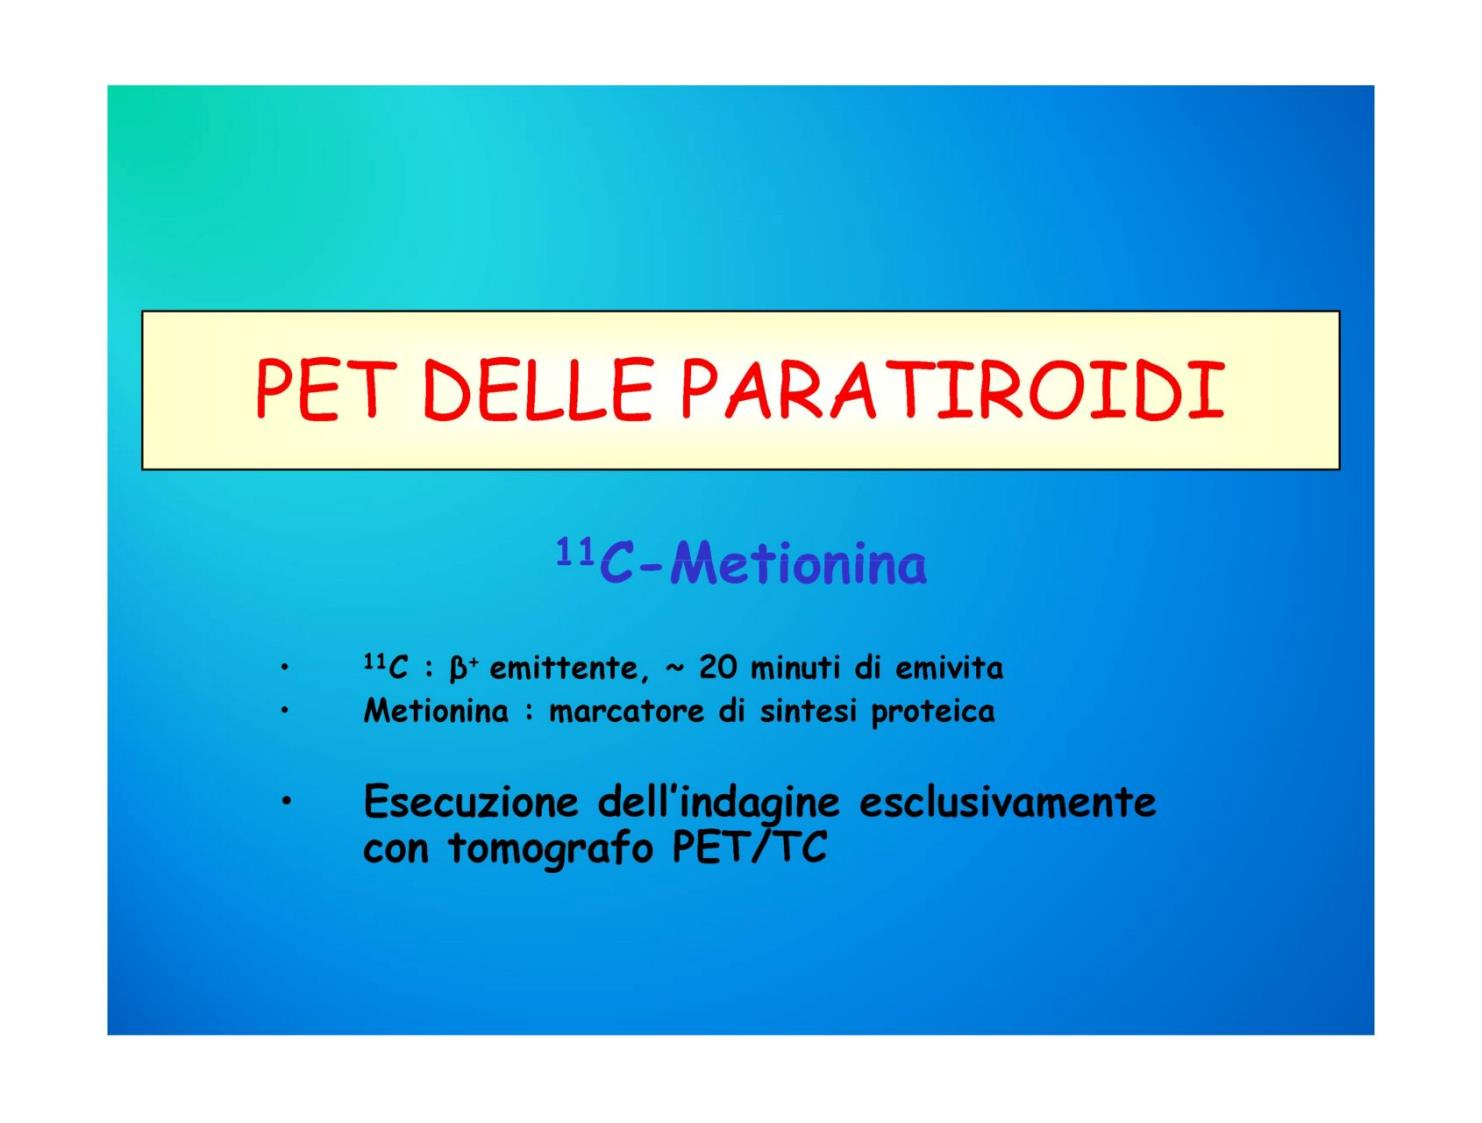 PET DELLE PARATIROIDI
¹¹C-Metionina
• ¹¹C : β⁺ emittente, ~ 20 minuti di emivita
• Metionina : marcatore di sintesi proteica
• Esecuzione dell’indagine esclusivamente
con tomografo PET/TC